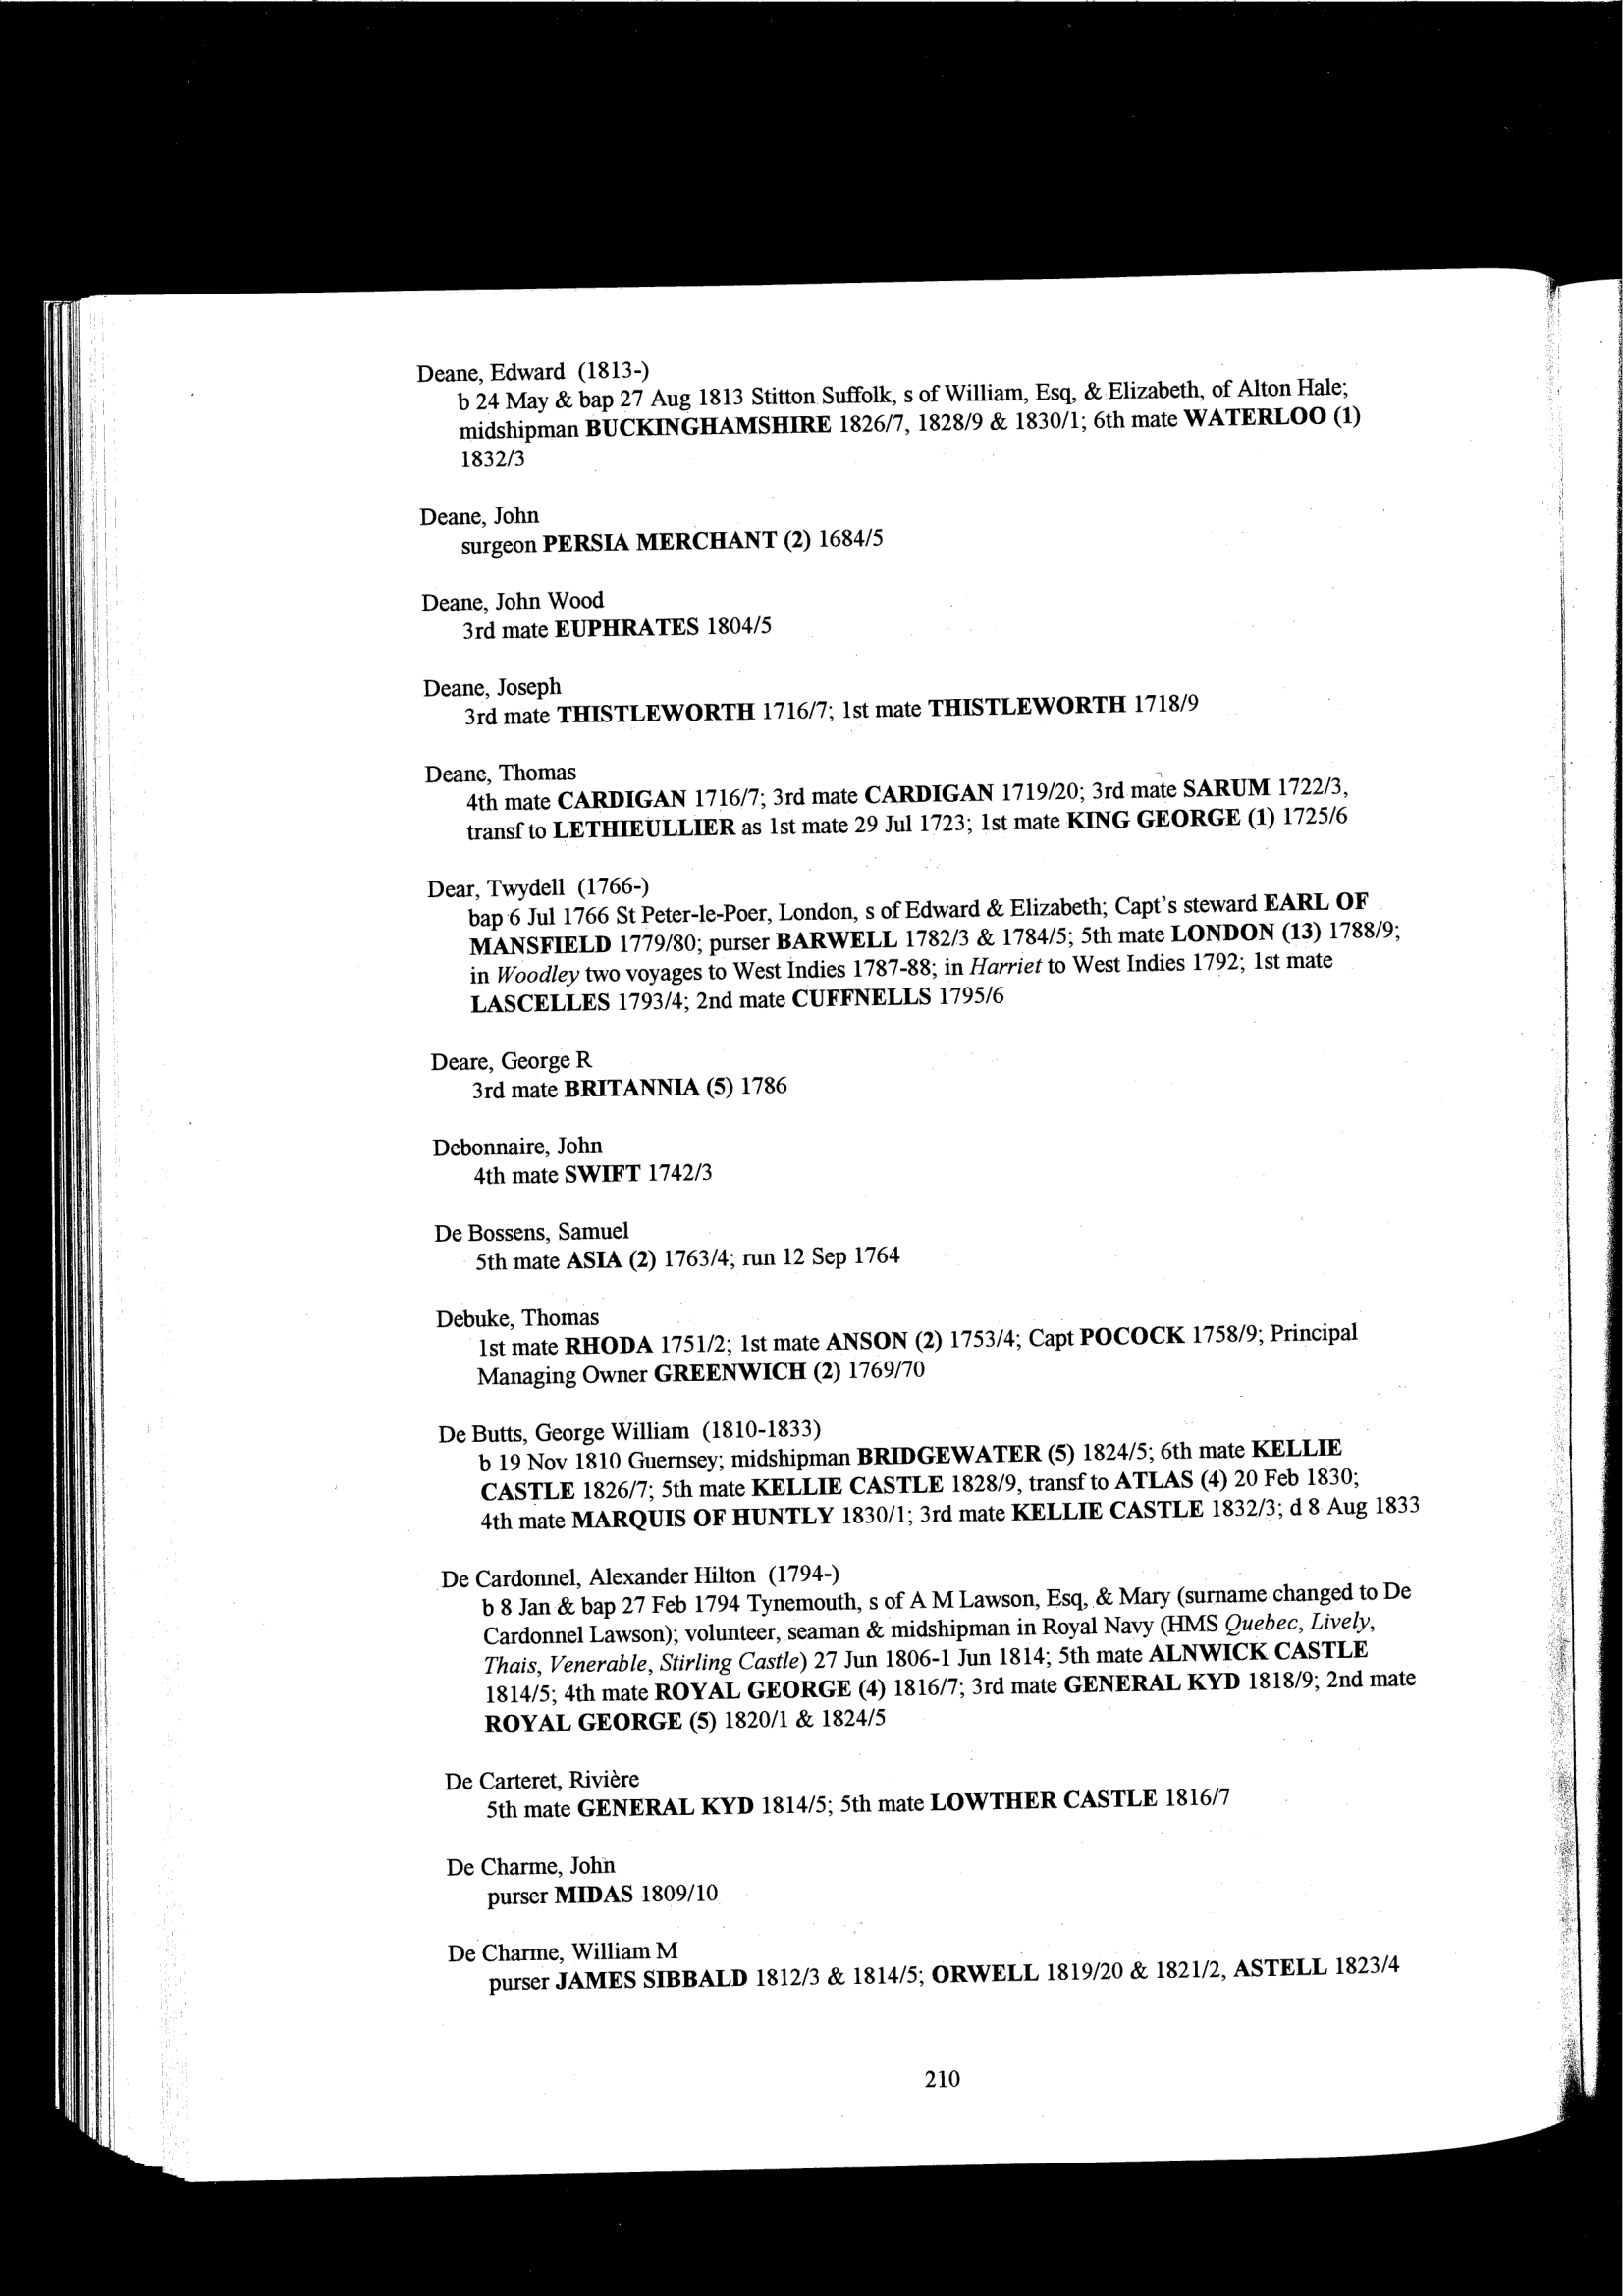 Deane, Edward (1813-)
b 24 May & bap 27 Aug 1813 Stitton Suffolk, s of William, Esq, & Elizabeth, of Alton Hale;
midshipman BUCKINGHAMSHIRE 1826/7, 1828/9 & 1830/1; 6th mate WATERLOO (1)
1832/3
Deane, John
surgeon PERSIA MERCHANT (2) 1684/5
Deane, John Wood
3rd mate EUPHRATES 1804/5
Deane, Joseph
3rd mate THISTLEWORTH 1716/7; 1st mate THISTLEWORTH 1718/9
Deane, Thomas
4th mate CARDIGAN 1716/7; 3rd mate CARDIGAN 1719/20; 3rd mate SARUM 1722/3,
transf to LETHIEULLIER as 1st mate 29 Jul 1723; 1st mate KING GEORGE (1) 1725/6
Dear, Twydell (1766-)
bap 6 Jul 1766 St Peter-le-Poer, London, s of Edward & Elizabeth; Capt's steward EARL OF
MANSFIELD 1779/80; purser BARWELL 1782/3 & 1784/5; 5th mate LONDON (13) 1788/9;
in Woodley two voyages to West Indies 1787-88; in Harriet to West Indies 1792; 1st mate
LASCELLES 1793/4; 2nd mate CUFFNELLS 1795/6
Deare, George R
3rd mate BRITANNIA (5) 1786
Debonnaire, John
4th mate SWIFT 1742/3
De Bossens, Samuel
5th mate ASIA (2) 1763/4; run 12 Sep 1764
Debuke, Thomas
1st mate RHODA 1751/2; 1st mate ANSON (2) 1753/4; Capt POCOCK 1758/9; Principal
Managing Owner GREENWICH (2) 1769/70
De Butts, George William (1810-1833)
b 19 Nov 1810 Guernsey; midshipman BRIDGEWATER (5) 1824/5; 6th mate KELLIE
CASTLE 1826/7; 5th mate KELLIE CASTLE 1828/9, transf to ATLAS (4) 20 Feb 1830;
4th mate MARQUIS OF HUNTLY 1830/1; 3rd mate KELLIE CASTLE 1832/3; d 8 Aug 1833
De Cardonnel, Alexander Hilton (1794-)
b 8 Jan & bap 27 Feb 1794 Tynemouth, s of A M Lawson, Esq, & Mary (surname changed to De
Cardonnel Lawson); volunteer, seaman & midshipman in Royal Navy (HMS Quebec, Lively,
Thais, Venerable, Stirling Castle) 27 Jun 1806-1 Jun 1814; 5th mate ALNWICK CASTLE
1814/5; 4th mate ROYAL GEORGE (4) 1816/7; 3rd mate GENERAL KYD 1818/9; 2nd mate
ROYAL GEORGE (5) 1820/1 & 1824/5
De Carteret, Rivière
5th mate GENERAL KYD 1814/5; 5th mate LOWTHER CASTLE 1816/7
De Charme, John
purser MIDAS 1809/10
De Charme, William M
purser JAMES SIBBALD 1812/3 & 1814/5; ORWELL 1819/20 & 1821/2, ASTELL 1823/4
210